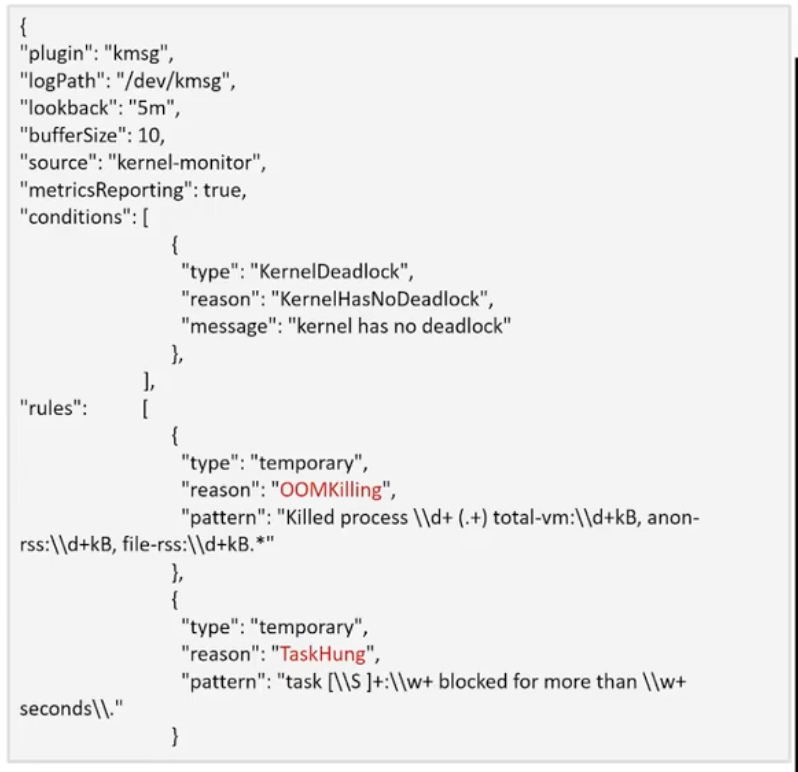 {
"plugin": "kmsg",
"logPath": "/dev/kmsg",
"lookback": "5m",
"bufferSize": 10,
"source": "kernel-monitor",
"metricsReporting": true,
"conditions": [
{
"type": "KernelDeadlock",
"reason": "KernelHasNoDeadlock",
"message": "kernel has no deadlock"
},
],
"rules": [
{
"type": "temporary",
"reason": "OOMKilling",
"pattern": "Killed process \\d+ (.+) total-vm:\\d+kB, anon-
rss:\\d+kB, file-rss:\\d+kB.*"
},
{
"type": "temporary",
"reason": "TaskHung",
"pattern": "task [\\S ]+:\\w+ blocked for more than \\w+
seconds\\."
}